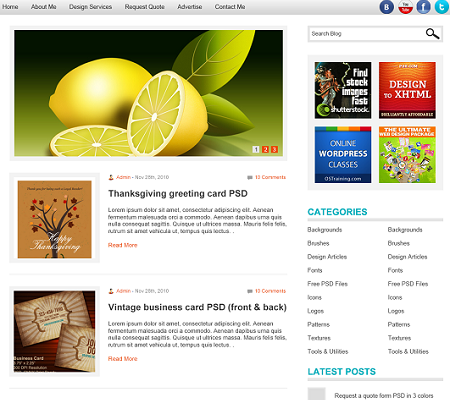 Home About Me Design Services Request Quote Advertise Contact Me
B You Tube f t
Search Blog
1 2 3
Find
stock
images
fast
shutterstock
PSD
DESIGN
TO XHTML
BRILLIANTLY AFFORDABLE
ONLINE
WORDPRESS
CLASSES
OSTraining.com
THE ULTIMATE
WEB DESIGN PACKAGE
Admin - Nov 28th, 2010 10 Comments
Thanksgiving greeting card PSD
Lorem ipsum dolor sit amet, consectetur adipiscing elit. Aenean
fermentum malesuada orci a commodo. Aenean dapibus urna quis
nulla consequat sagittis. Quisque ut ultrices massa. Mauris felis felis,
rutrum sit amet vehicula ut, tempus quis lectus. .
Read More
Happy
Thanksgiving
Admin - Nov 28th, 2010 10 Comments
Vintage business card PSD (front & back)
Lorem ipsum dolor sit amet, consectetur adipiscing elit. Aenean
fermentum malesuada orci a commodo. Aenean dapibus urna quis
nulla consequat sagittis. Quisque ut ultrices massa. Mauris felis felis,
rutrum sit amet vehicula ut, tempus quis lectus. .
Read More
Business Card
CATEGORIES
Backgrounds Backgrounds
Brushes Brushes
Design Articles Design Articles
Fonts Fonts
Free PSD Files Free PSD Files
Icons Icons
Logos Logos
Patterns Patterns
Textures Textures
Tools & Utilities Tools & Utilities
LATEST POSTS
Request a quote form PSD in 3 colors